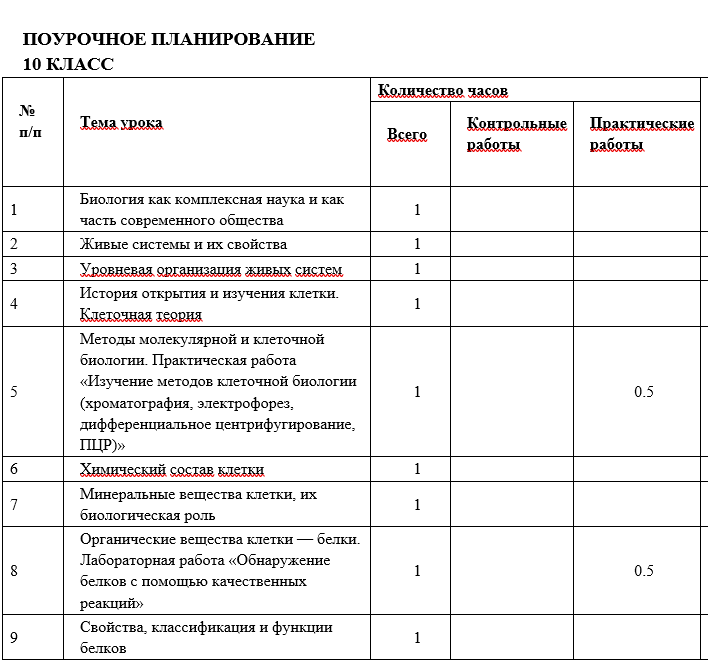 ПОУРОЧНОЕ ПЛАНИРОВАНИЕ
10 КЛАСС
№
п/п
Тема урока
Количество часов
Всего
Контрольные
работы
Практические
работы
1
Биология как комплексная наука и как
часть современного общества
1
2
Живые системы и их свойства
1
3
Уровневая организация живых систем
1
4
История открытия и изучения клетки.
Клеточная теория
1
5
Методы молекулярной и клеточной
биологии. Практическая работа
«Изучение методов клеточной биологии
(хроматография, электрофорез,
дифференциальное центрифугирование,
ПЦР)»
1
0.5
6
Химический состав клетки
1
7
Минеральные вещества клетки, их
биологическая роль
1
8
Органические вещества клетки — белки.
Лабораторная работа «Обнаружение
белков с помощью качественных
реакций»
1
0.5
9
Свойства, классификация и функции
белков
1